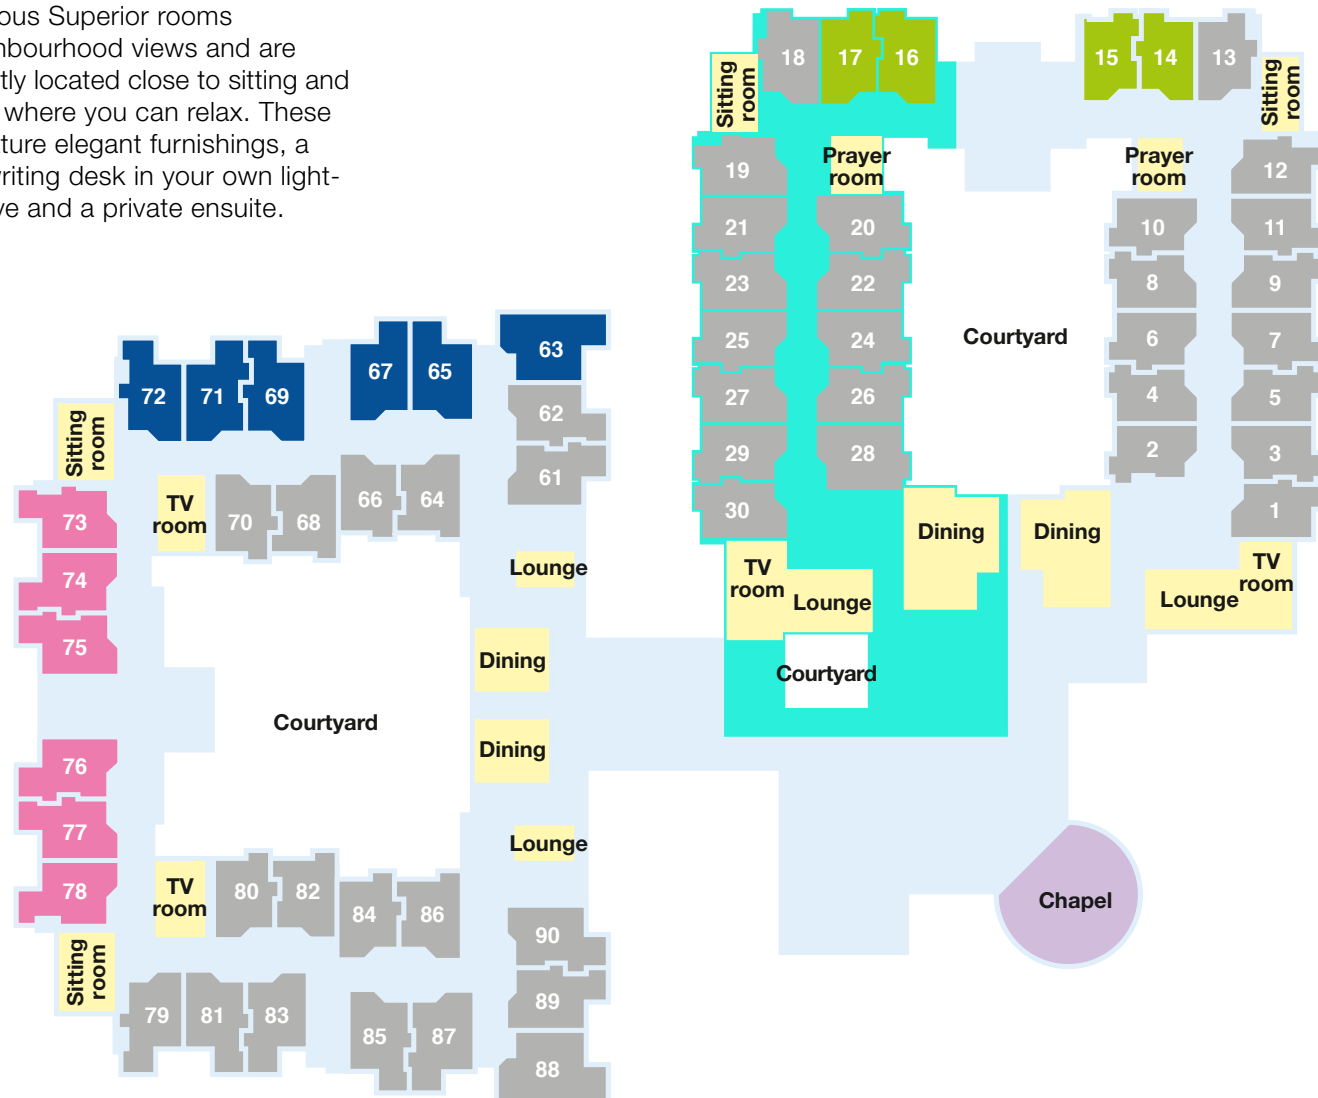 ous Superior rooms
nbourhood views and are
tly located close to sitting and
where you can relax. These
ture elegant furnishings, a
vriting desk in your own light-
ve and a private ensuite.
18
17
16
15
14
13
Sitting
room
Sitting
room
19
Prayer
room
Prayer
room
12
21
20
10
11
23
22
8
9
25
24
Courtyard
6
7
27
26
4
5
29
28
2
3
30
1
Dining
Dining
TV
room
Lounge
Lounge
TV
room
Courtyard
Chapel
63
67
65
72
71
69
62
61
Sitting
room
TV
room
70
68
66
64
73
74
75
Lounge
Dining
Courtyard
Dining
76
77
78
Lounge
TV
room
80
82
84
86
Sitting
room
90
79
81
83
89
85
87
88